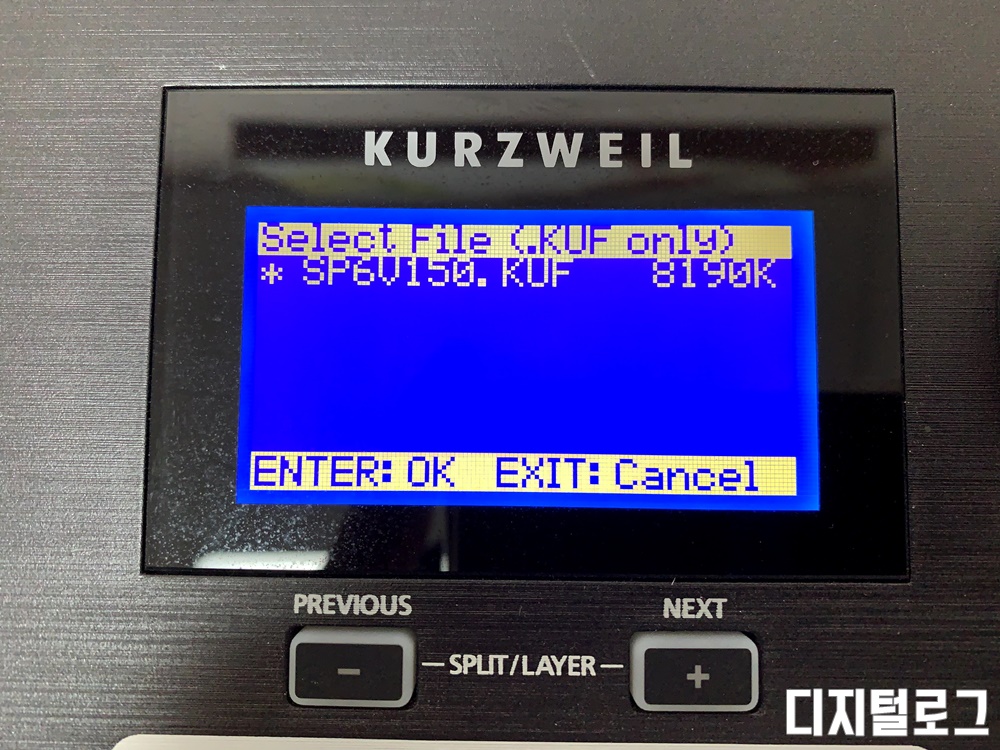 KURZWEIL
Select File (.KUF only)
* SP6V150.KUF 8190K
ENTER:OK EXIT:Cancel
PREVIOUS NEXT
- SPLIT/LAYER +
디지털로그